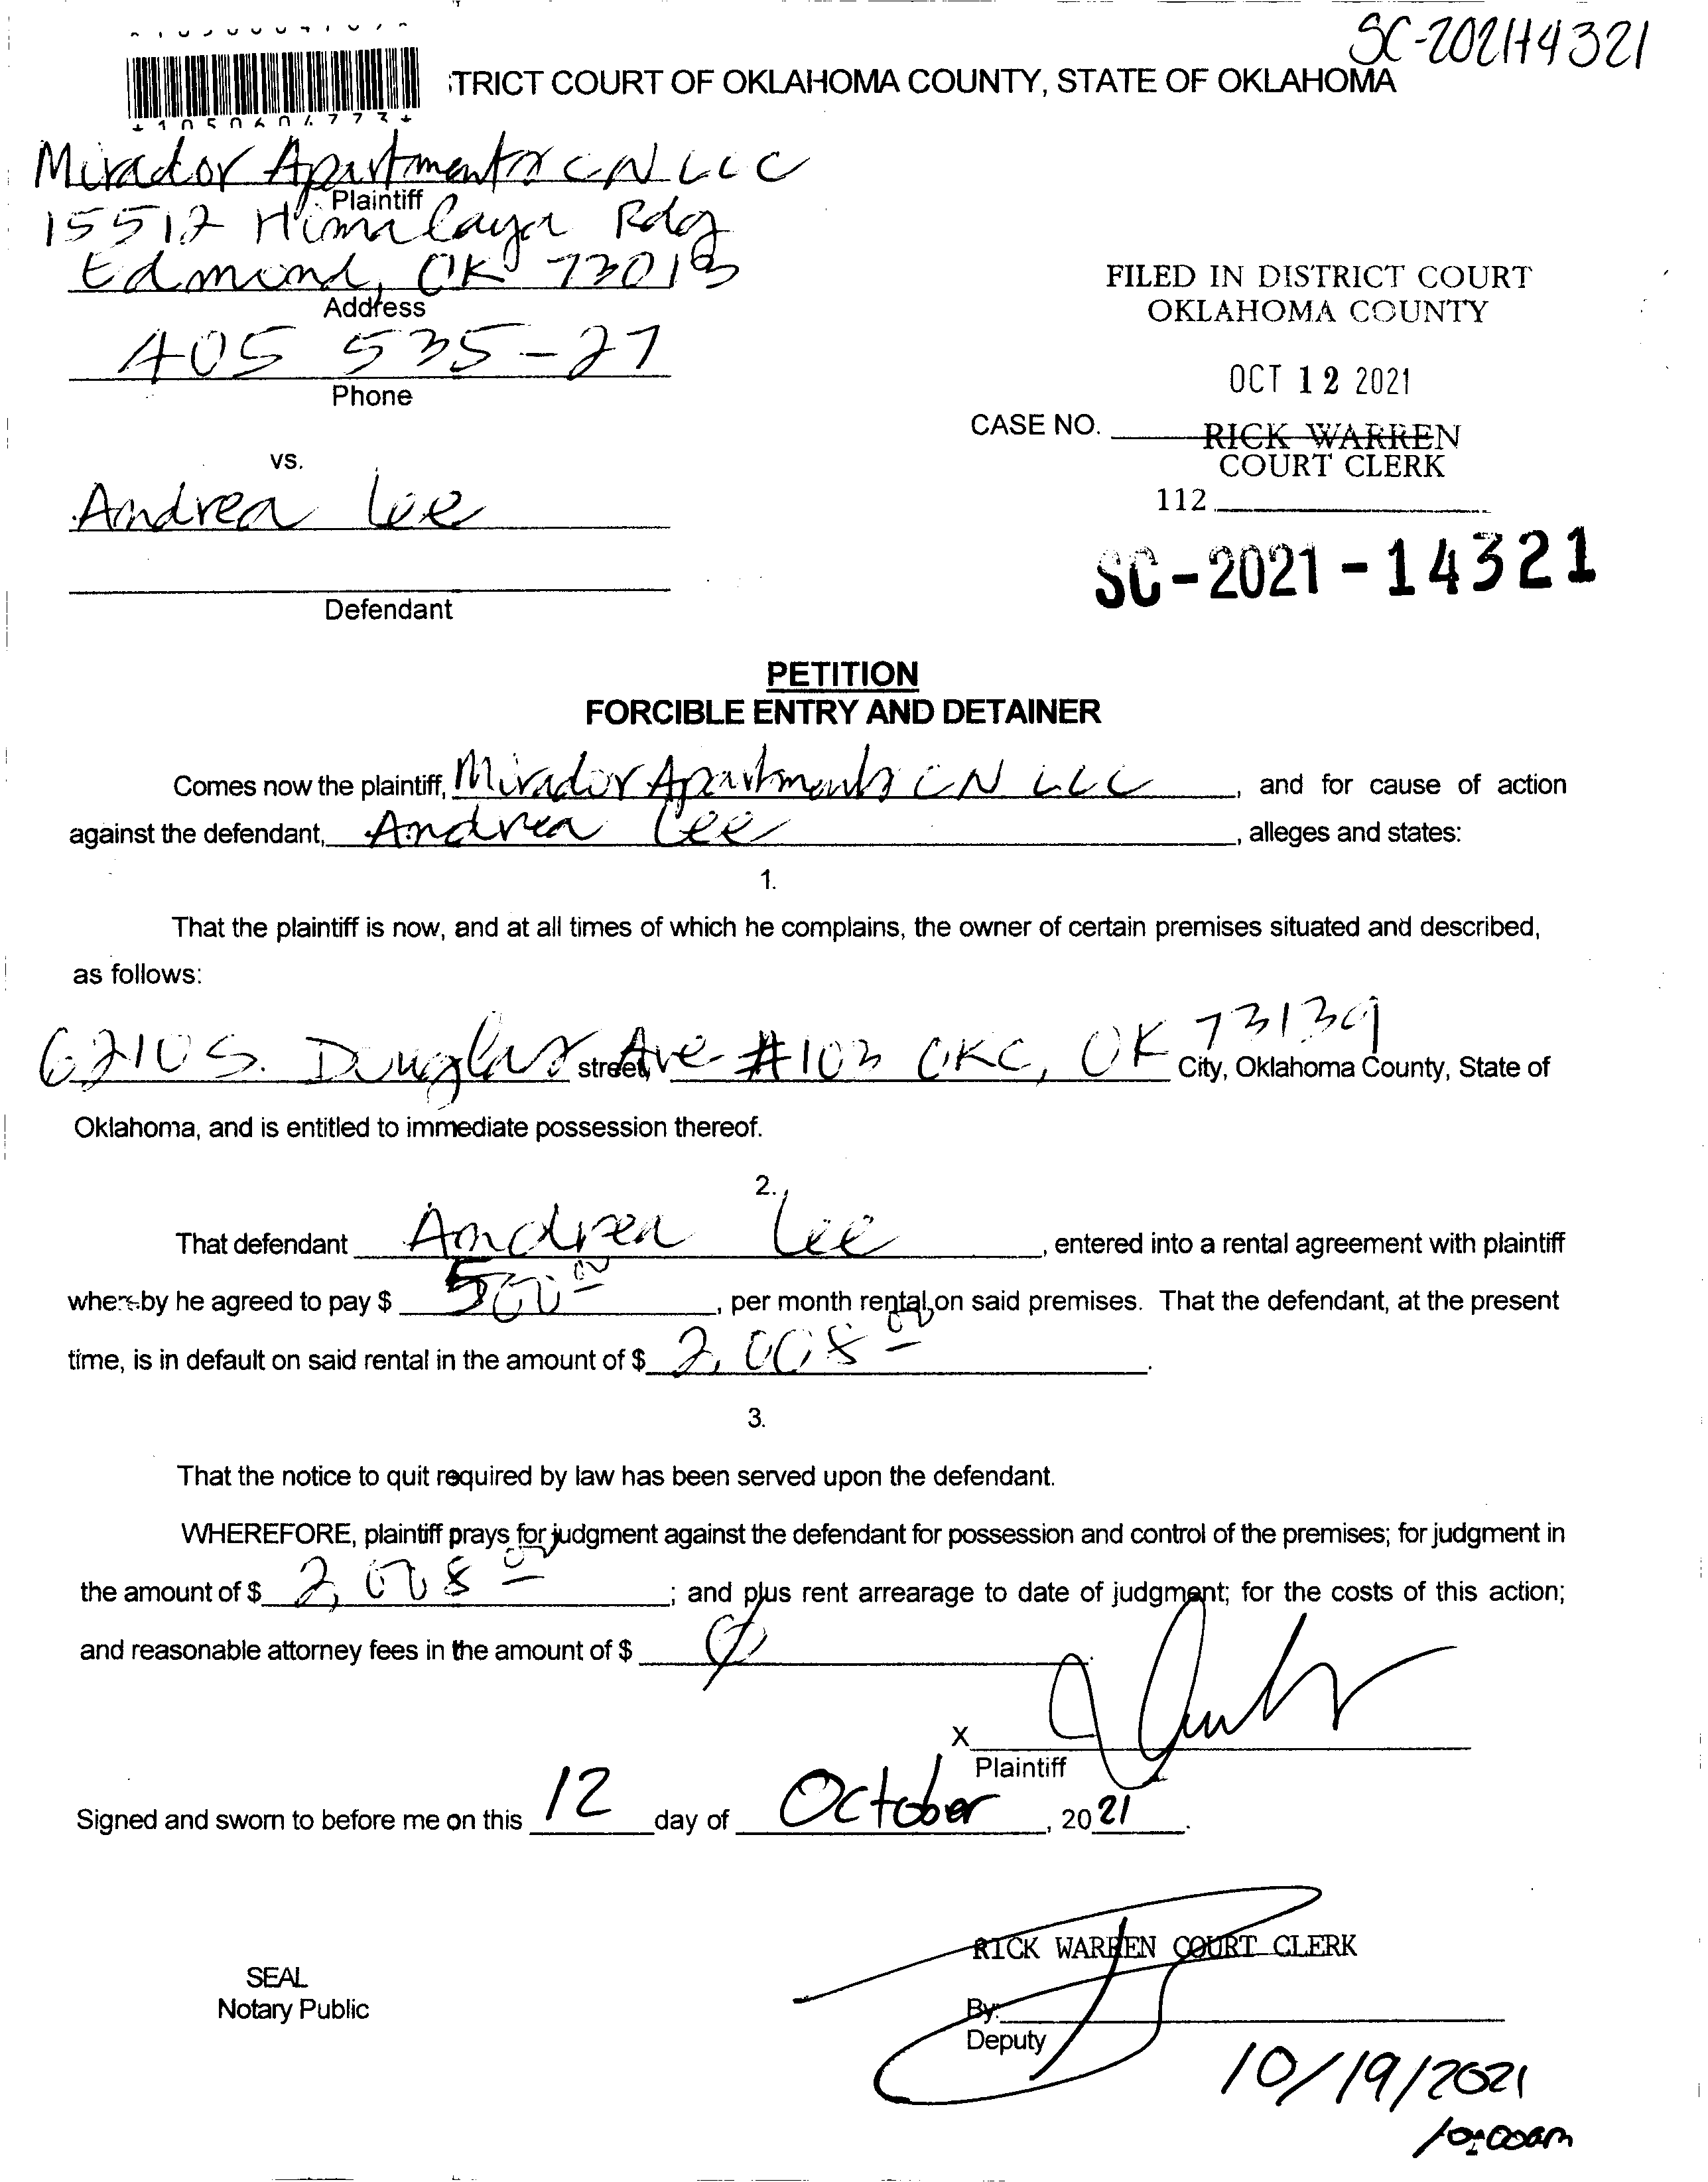 SC-2021-14321
TRICT COURT OF OKLAHOMA COUNTY, STATE OF OKLAHOMA
Mirador Apartments CN LLC
Plaintiff
15512 Himalaya Rdg
Edmond, OK 73013
Address
405 535-27
Phone
FILED IN DISTRICT COURT
OKLAHOMA COUNTY
OCT 12 2021
CASE NO. RICK WARREN
COURT CLERK
112
vs.
Andrea Lee
Defendant
SC-2021-14321
PETITION
FORCIBLE ENTRY AND DETAINER
Comes now the plaintiff, Mirador Apartments CN LLC, and for cause of action
against the defendant, Andrea Lee, alleges and states:
1.
That the plaintiff is now, and at all times of which he complains, the owner of certain premises situated and described,
as follows:
6210 S. Douglas street, Ave #103 OKC, OK 73139 City, Oklahoma County, State of
Oklahoma, and is entitled to immediate possession thereof.
2.
That defendant Andrea Lee, entered into a rental agreement with plaintiff
whereby he agreed to pay $ 500 00, per month rental on said premises. That the defendant, at the present
time, is in default on said rental in the amount of $ 2,008 00.
3.
That the notice to quit required by law has been served upon the defendant.
WHEREFORE, plaintiff prays for judgment against the defendant for possession and control of the premises; for judgment in
the amount of $ 2,008 00; and plus rent arrearage to date of judgment; for the costs of this action;
and reasonable attorney fees in the amount of $ 0.
X
Plaintiff
Signed and sworn to before me on this 12 day of October, 2021.
RICK WARREN COURT CLERK
SEAL
Notary Public
By:
Deputy
10/19/2021
10:00am